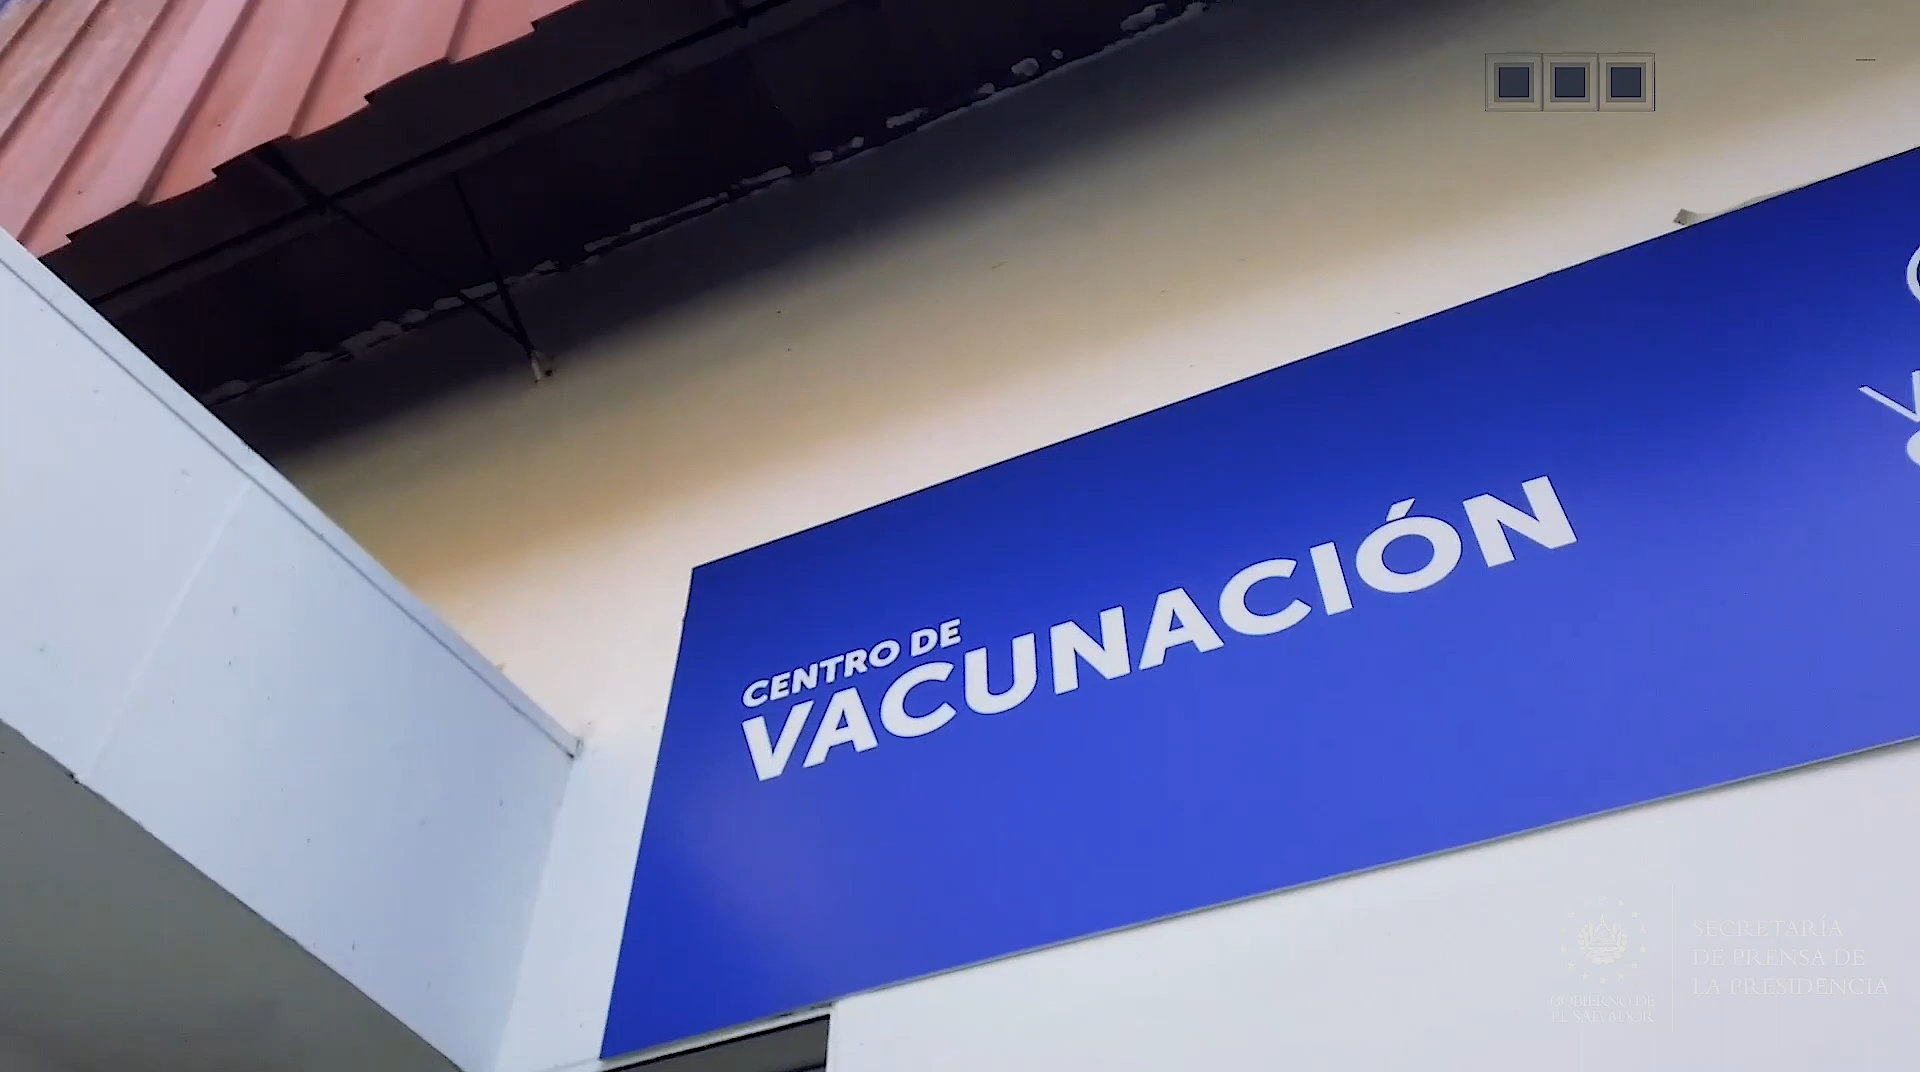 CENTRO DE
VACUNACIÓN
GOBIERNO DE
EL SALVADOR
SECRETARÍA
DE PRENSA DE
LA PRESIDENCIA